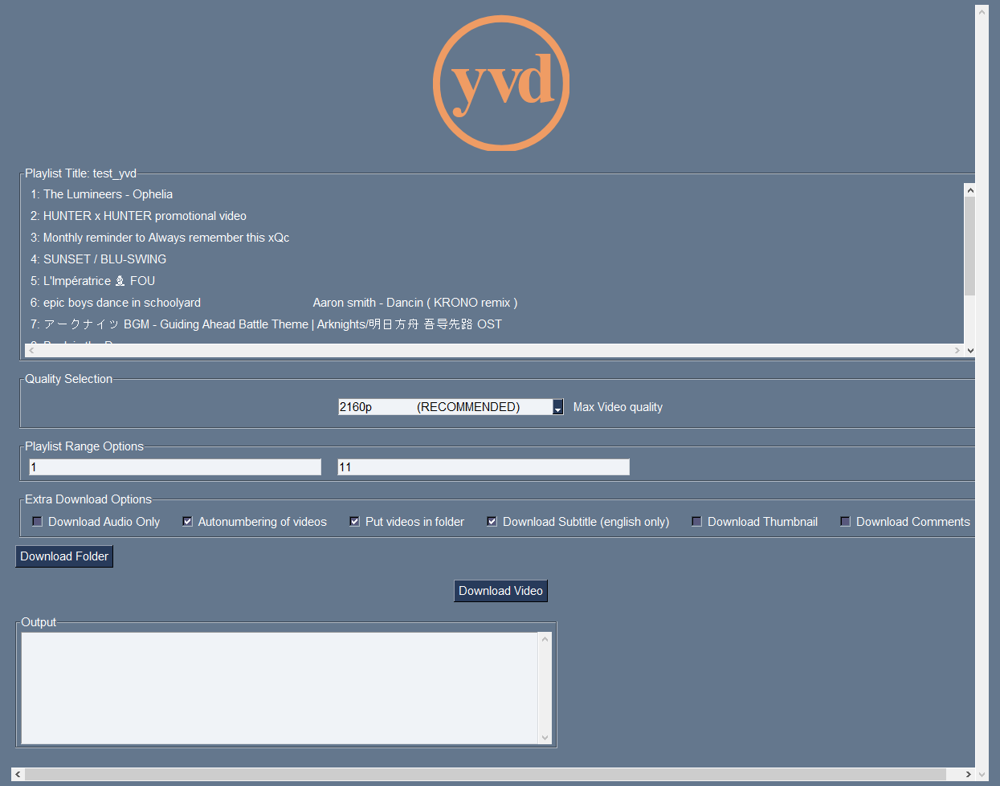 yvd
Playlist Title: test_yvd
1: The Lumineers - Ophelia
2: HUNTER x HUNTER promotional video
3: Monthly reminder to Always remember this xQc
4: SUNSET / BLU-SWING
5: L'Impératrice FOU
6: epic boys dance in schoolyard Aaron smith - Dancin ( KRONO remix )
7: アークナイツ BGM - Guiding Ahead Battle Theme | Arknights/明日方舟 吾导先路 OST
Quality Selection
2160p (RECOMMENDED) Max Video quality
Playlist Range Options
1 11
Extra Download Options
Download Audio Only Autonumbering of videos Put videos in folder Download Subtitle (english only) Download Thumbnail Download Comments
Download Folder
Download Video
Output